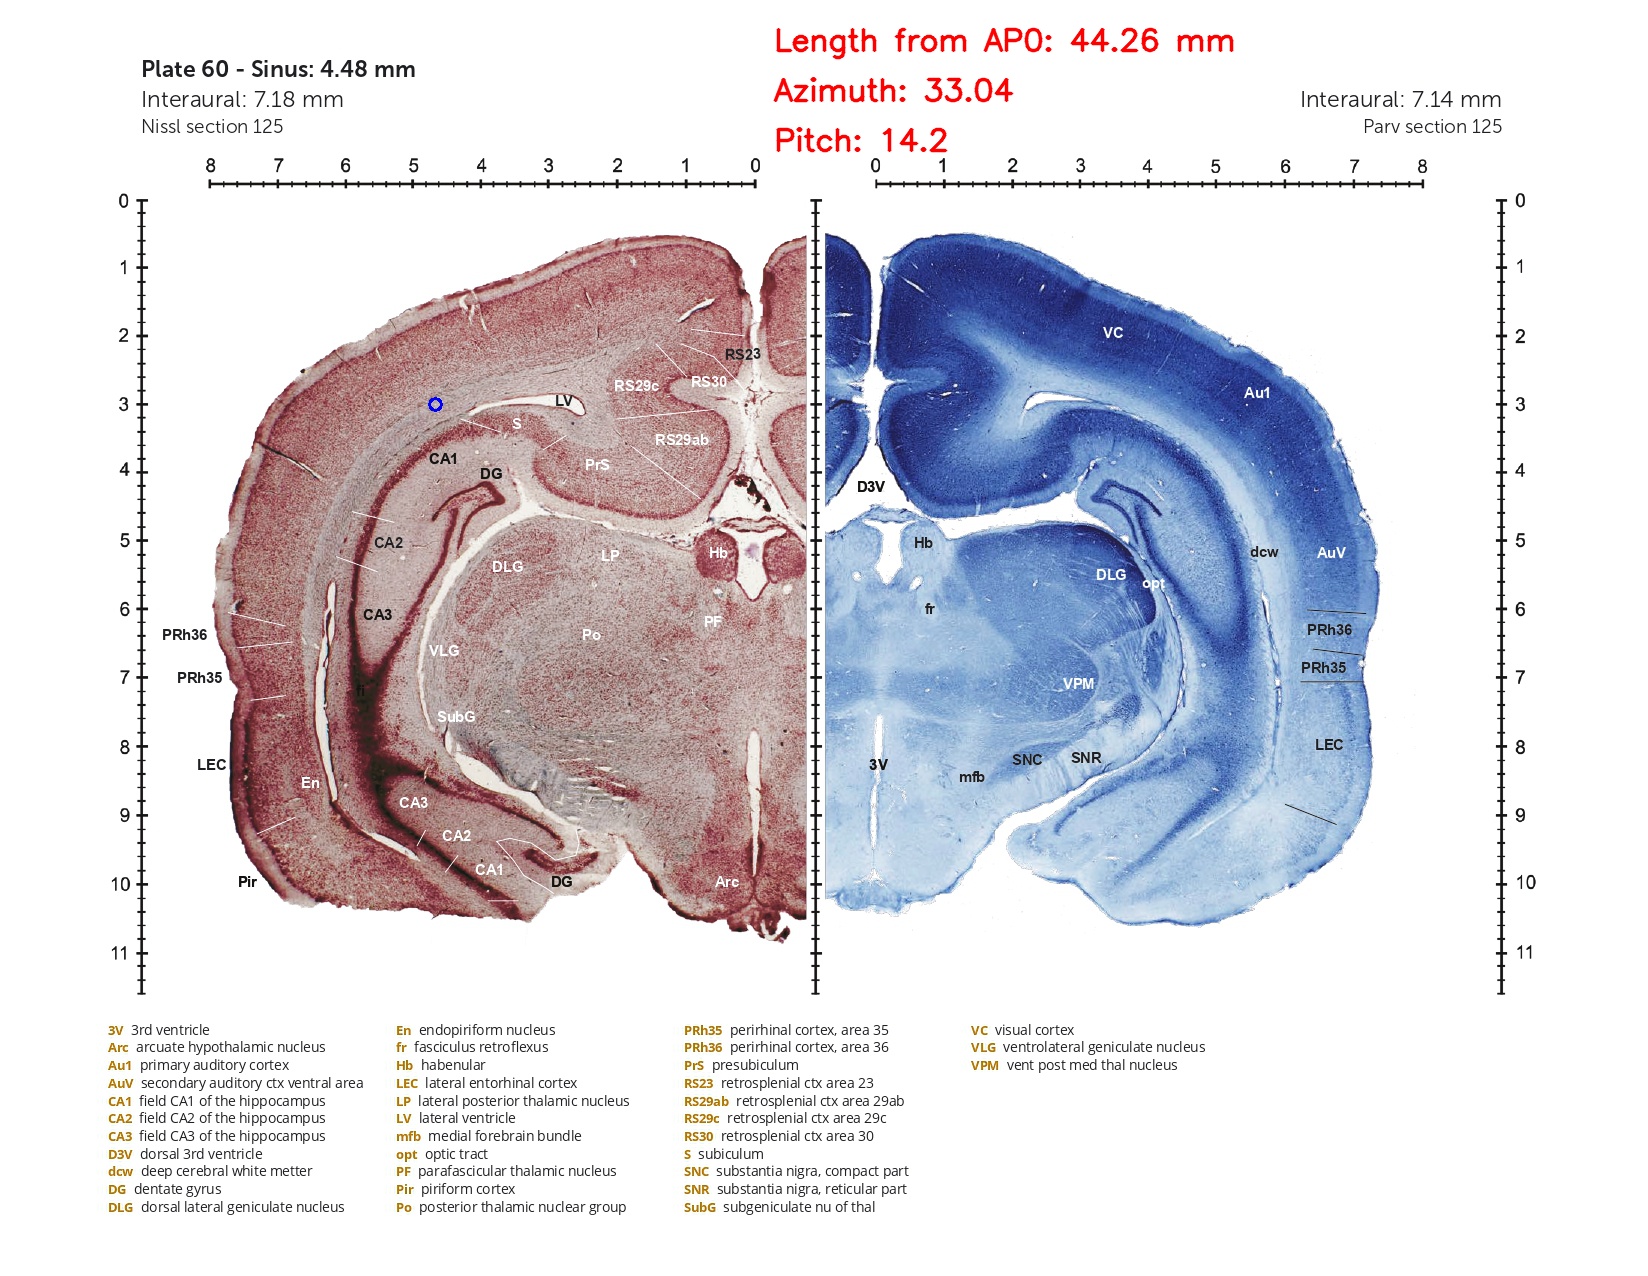 Length from AP0: 44.26 mm
Plate 60 - Sinus: 4.48 mm
Azimuth: 33.04
Interaural: 7.18 mm
Interaural: 7.14 mm
Nissl section 125
Parv section 125
Pitch: 14.2
8 7 6 5 4 3 2 1 0
0 1 2 3 4 5 6 7 8
0 0
1 1
2 2
VC
RS23
RS29c RS30
Au1
3 LV 3
S
RS29ab
CA1
PrS
4 DG 4
D3V
5 CA2 Hb Hb dcw AuV 5
LP
DLG DLG
opt
6 CA3 fr 6
PF
PRh36 Po PRh36
VLG
PRh35 PRh35
7 VPM 7
fi
SubG
8 LEC 8
LEC 3V SNC SNR
mfb
En
CA3
9 CA2 9
CA1
10 Pir DG Arc 10
11 11
3V 3rd ventricle
Arc arcuate hypothalamic nucleus
Au1 primary auditory cortex
AuV secondary auditory ctx ventral area
CA1 field CA1 of the hippocampus
CA2 field CA2 of the hippocampus
CA3 field CA3 of the hippocampus
D3V dorsal 3rd ventricle
dcw deep cerebral white metter
DG dentate gyrus
DLG dorsal lateral geniculate nucleus
En endopiriform nucleus
fr fasciculus retroflexus
Hb habenular
LEC lateral entorhinal cortex
LP lateral posterior thalamic nucleus
LV lateral ventricle
mfb medial forebrain bundle
opt optic tract
PF parafascicular thalamic nucleus
Pir piriform cortex
Po posterior thalamic nuclear group
PRh35 perirhinal cortex, area 35
PRh36 perirhinal cortex, area 36
PrS presubiculum
RS23 retrosplenial ctx area 23
RS29ab retrosplenial ctx area 29ab
RS29c retrosplenial ctx area 29c
RS30 retrosplenial ctx area 30
S subiculum
SNC substantia nigra, compact part
SNR substantia nigra, reticular part
SubG subgeniculate nu of thal
VC visual cortex
VLG ventrolateral geniculate nucleus
VPM vent post med thal nucleus